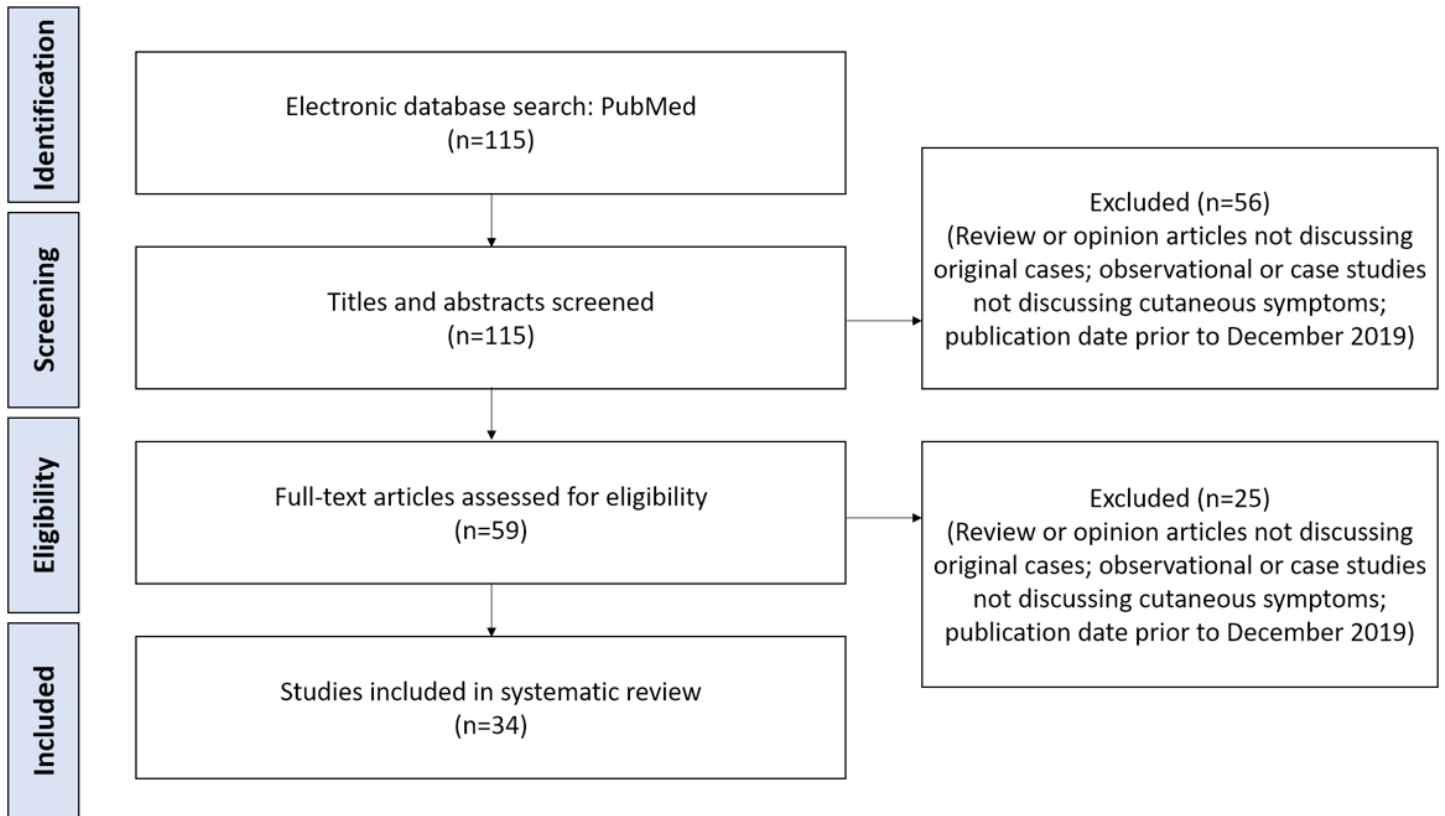 Identification
Electronic database search: PubMed
(n=115)
Screening
Titles and abstracts screened
(n=115)
Excluded (n=56)
(Review or opinion articles not discussing
original cases; observational or case studies
not discussing cutaneous symptoms;
publication date prior to December 2019)
Eligibility
Full-text articles assessed for eligibility
(n=59)
Excluded (n=25)
(Review or opinion articles not discussing
original cases; observational or case studies
not discussing cutaneous symptoms;
publication date prior to December 2019)
Included
Studies included in systematic review
(n=34)